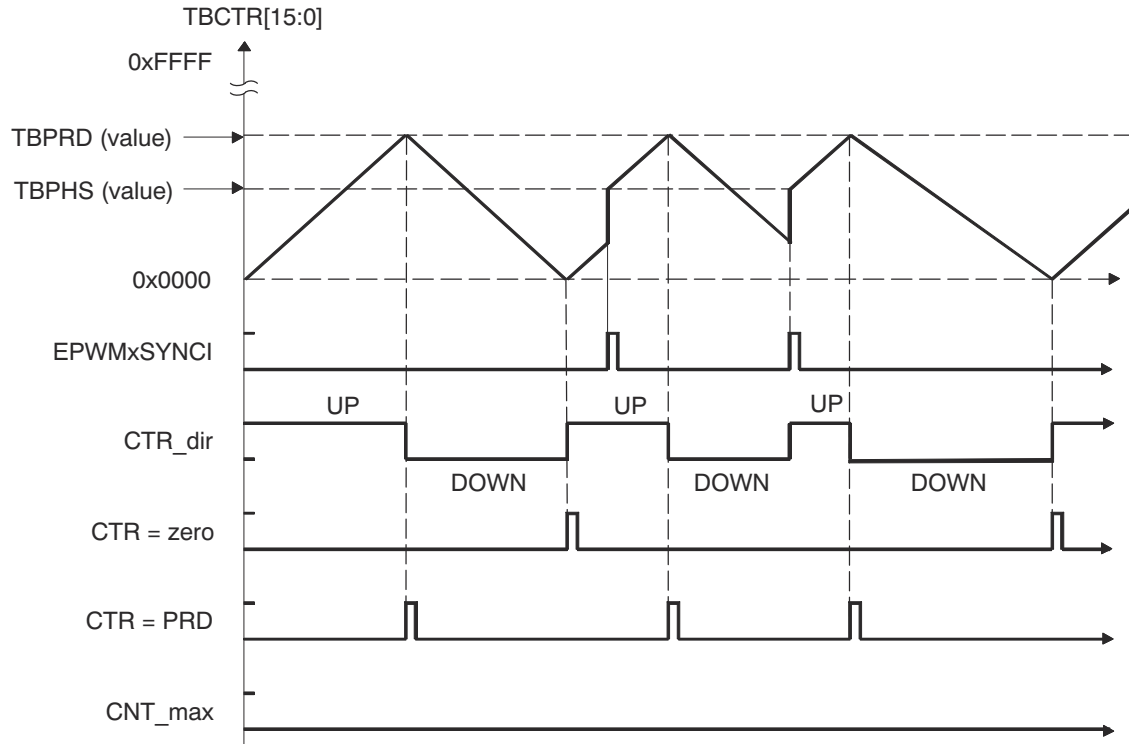 TBCTR[15:0]
0xFFFF
TBPRD (value)
TBPHS (value)
0x0000
EPWMxSYNCI
UP UP UP
CTR_dir
DOWN DOWN DOWN
CTR = zero
CTR = PRD
CNT_max